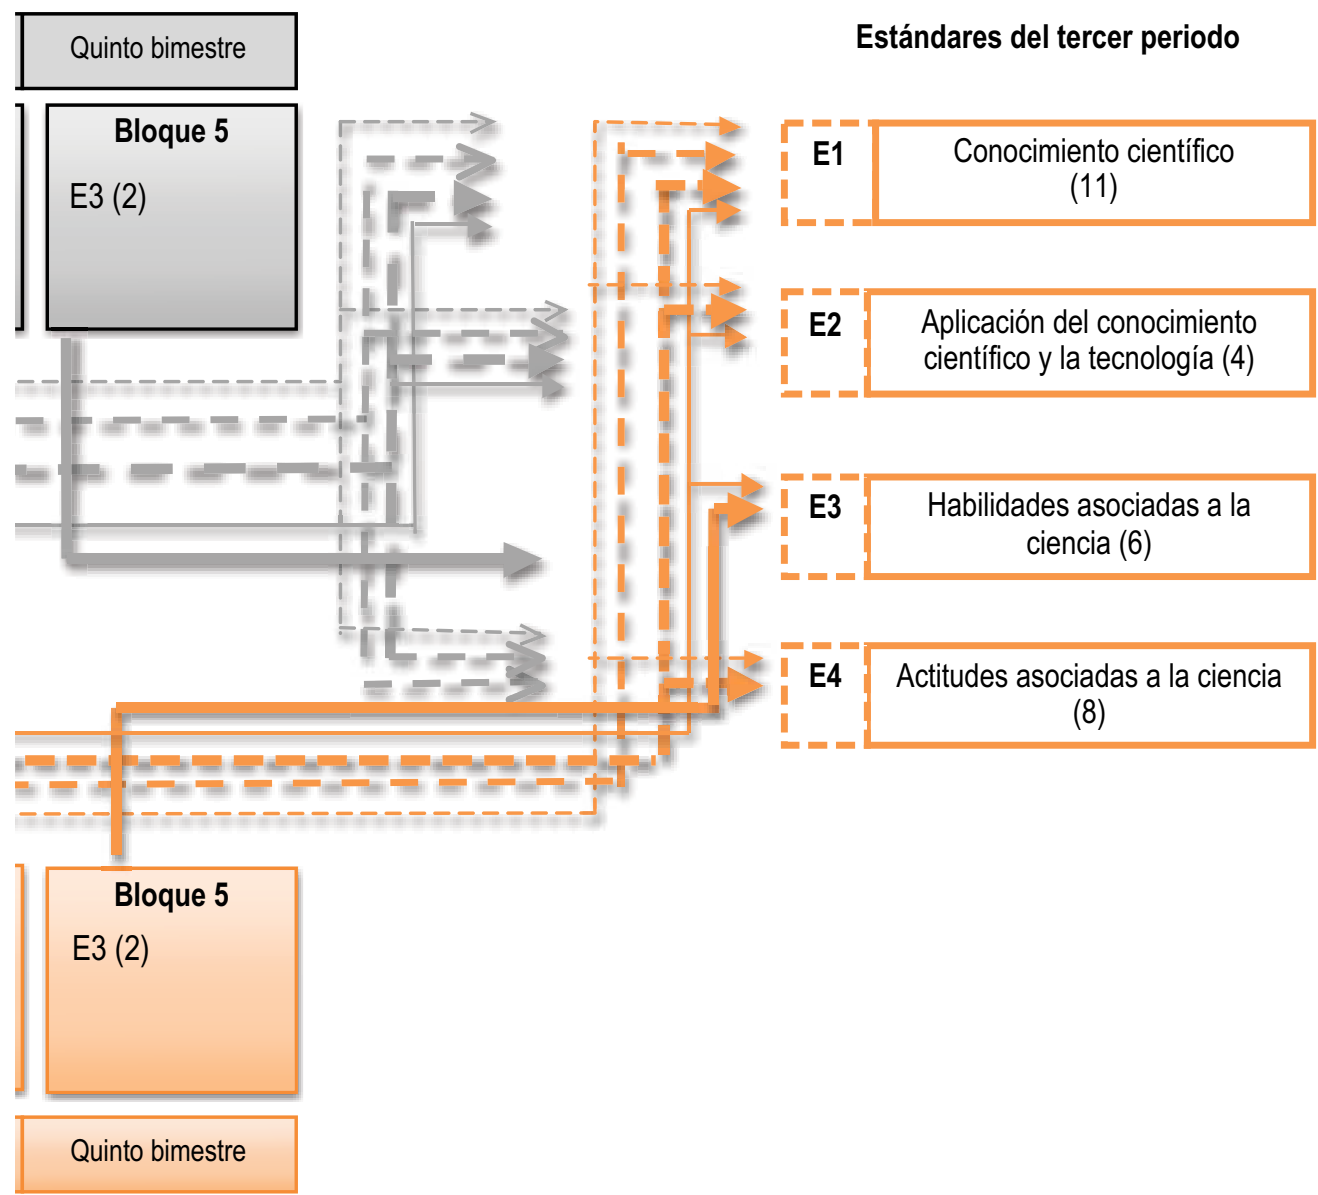 Quinto bimestre
Estándares del tercer periodo
Bloque 5
E3 (2)
E1
Conocimiento científico
(11)
E2
Aplicación del conocimiento
científico y la tecnología (4)
E3
Habilidades asociadas a la
ciencia (6)
E4
Actitudes asociadas a la ciencia
(8)
Bloque 5
E3 (2)
Quinto bimestre